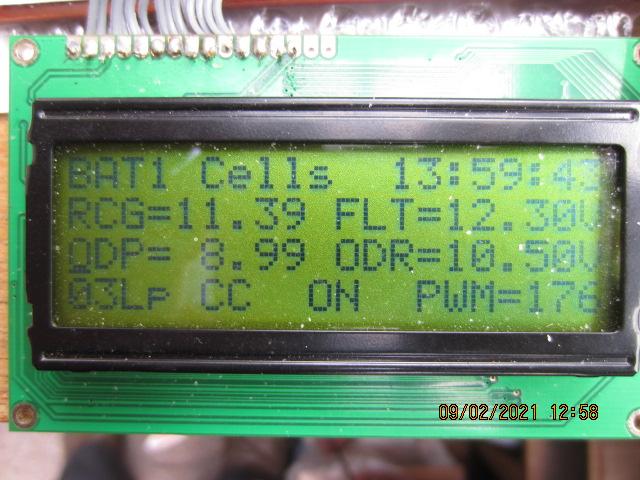 BAT1 Cells 13:59:43
RCG=11.39 FLT=12.30V
QDP= 8.99 ODR=10.50V
03Lp CC ON PWM=176
09/02/2021 12:58